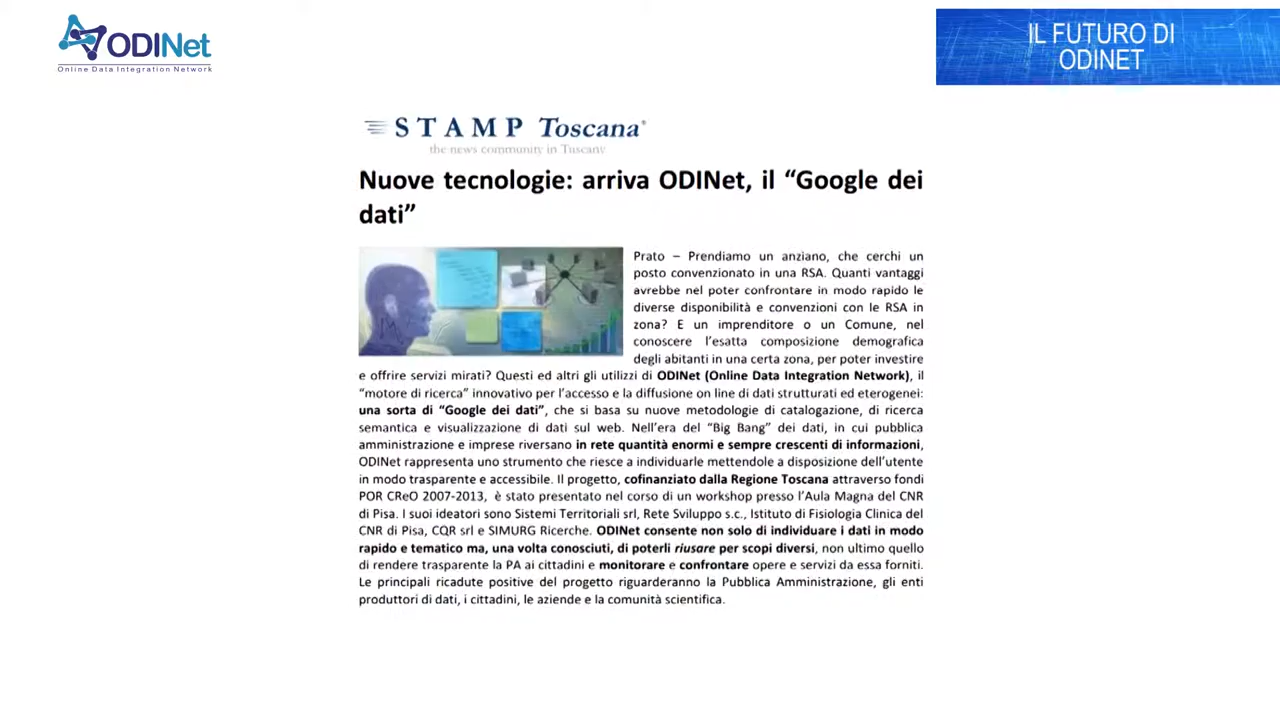 ODINet
Online Data Integration Network
IL FUTURO DI
ODINET
STAMP Toscana®
the news community in Tuscany
Nuove tecnologie: arriva ODINet, il “Google dei
dati”
Prato – Prendiamo un anziano, che cerchi un
posto convenzionato in una RSA. Quanti vantaggi
avrebbe nel poter confrontare in modo rapido le
diverse disponibilità e convenzioni con le RSA in
zona? E un imprenditore o un Comune, nel
conoscere l’esatta composizione demografica
degli abitanti in una certa zona, per poter investire
e offrire servizi mirati? Questi ed altri gli utilizzi di ODINet (Online Data Integration Network), il
“motore di ricerca” innovativo per l’accesso e la diffusione on line di dati strutturati ed eterogenei:
una sorta di “Google dei dati”, che si basa su nuove metodologie di catalogazione, di ricerca
semantica e visualizzazione di dati sul web. Nell’era del “Big Bang” dei dati, in cui pubblica
amministrazione e imprese riversano in rete quantità enormi e sempre crescenti di informazioni,
ODINet rappresenta uno strumento che riesce a individuarle mettendole a disposizione dell’utente
in modo trasparente e accessibile. Il progetto, cofinanziato dalla Regione Toscana attraverso fondi
POR CReO 2007-2013, è stato presentato nel corso di un workshop presso l’Aula Magna del CNR
di Pisa. I suoi ideatori sono Sistemi Territoriali srl, Rete Sviluppo s.c., Istituto di Fisiologia Clinica del
CNR di Pisa, CQR srl e SIMURG Ricerche. ODINet consente non solo di individuare i dati in modo
rapido e tematico ma, una volta conosciuti, di poterli riusare per scopi diversi, non ultimo quello
di rendere trasparente la PA ai cittadini e monitorare e confrontare opere e servizi da essa forniti.
Le principali ricadute positive del progetto riguarderanno la Pubblica Amministrazione, gli enti
produttori di dati, i cittadini, le aziende e la comunità scientifica.